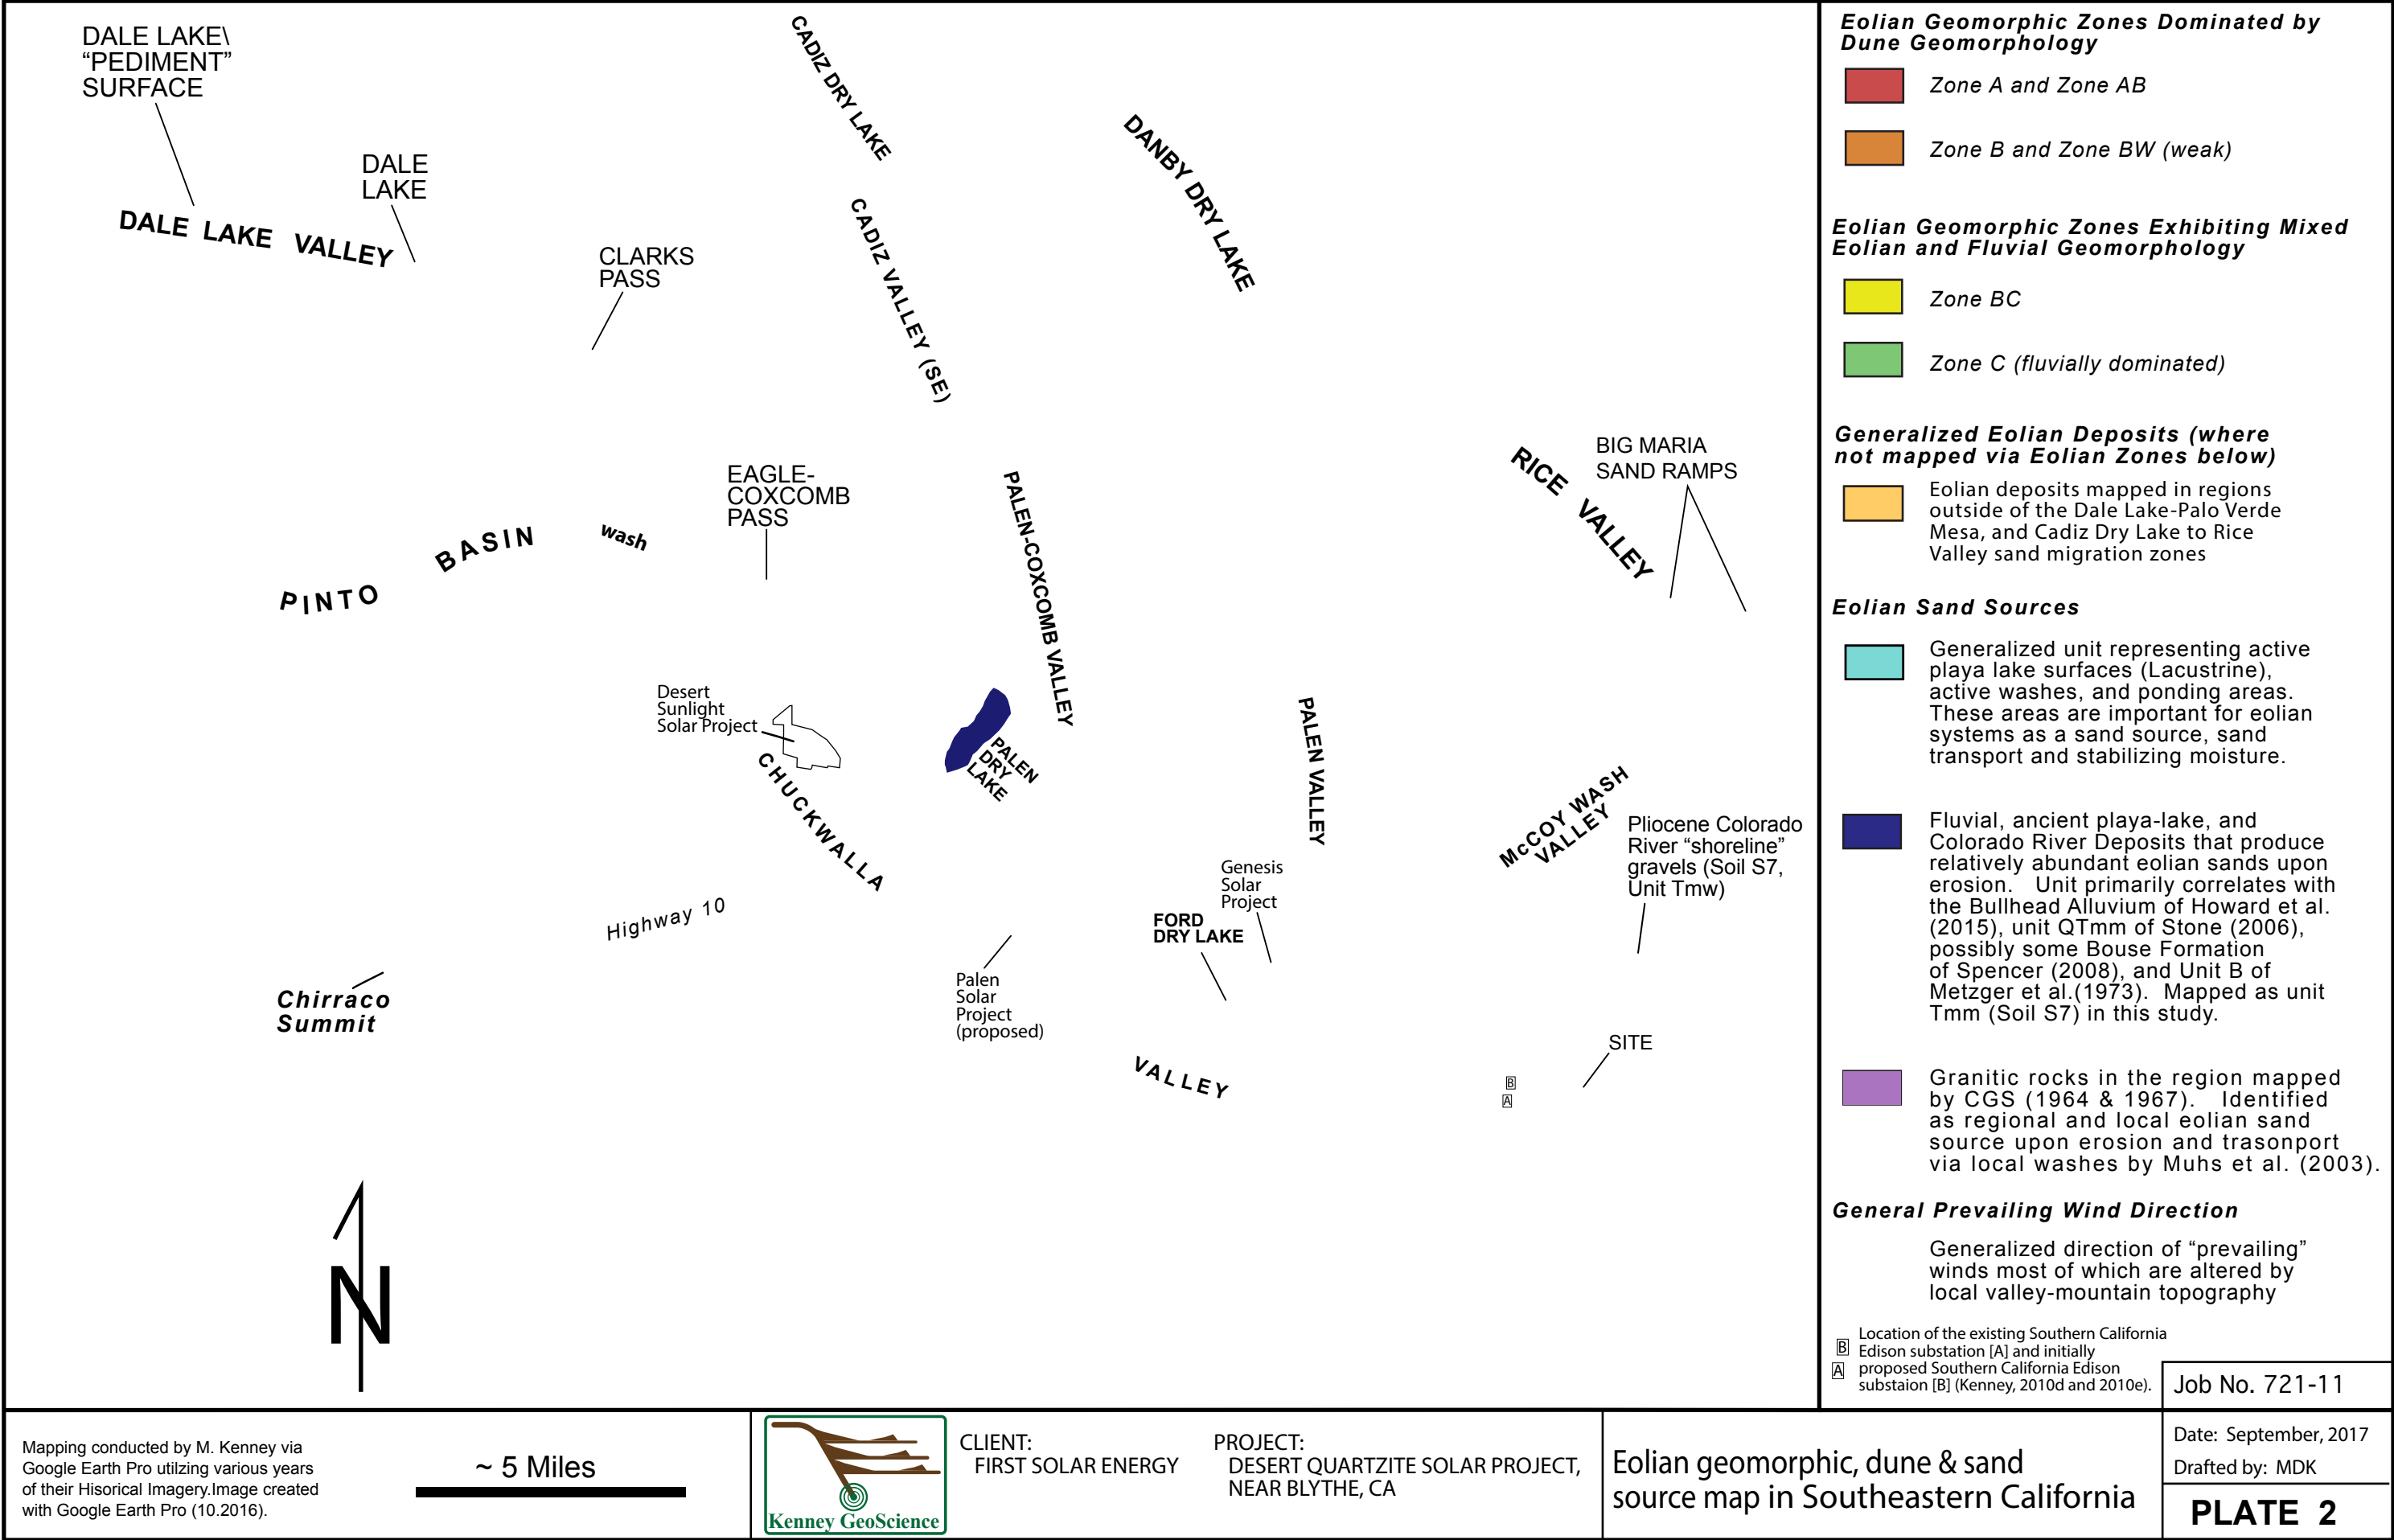 DALE LAKE\
“PEDIMENT”
SURFACE
DALE
LAKE
DALE LAKE VALLEY
CLARKS
PASS
CADIZ DRY LAKE
CADIZ VALLEY (SE)
DANBY DRY LAKE
EAGLE-
COXCOMB
PASS
PINTO BASIN
wash
PALEN-COXCOMB VALLEY
RICE VALLEY
BIG MARIA
SAND RAMPS
Desert
Sunlight
Solar Project
PALEN
DRY
LAKE
CHUCKWALLA
PALEN VALLEY
McCOY WASH
VALLEY
Pliocene Colorado
River “shoreline”
gravels (Soil S7,
Unit Tmw)
Genesis
Solar
Project
FORD
DRY LAKE
Highway 10
Chirraco
Summit
Palen
Solar
Project
(proposed)
VALLEY
SITE
B
A
N
Eolian Geomorphic Zones Dominated by
Dune Geomorphology
Zone A and Zone AB
Zone B and Zone BW (weak)
Eolian Geomorphic Zones Exhibiting Mixed
Eolian and Fluvial Geomorphology
Zone BC
Zone C (fluvially dominated)
Generalized Eolian Deposits (where
not mapped via Eolian Zones below)
Eolian deposits mapped in regions
outside of the Dale Lake-Palo Verde
Mesa, and Cadiz Dry Lake to Rice
Valley sand migration zones
Eolian Sand Sources
Generalized unit representing active
playa lake surfaces (Lacustrine),
active washes, and ponding areas.
These areas are important for eolian
systems as a sand source, sand
transport and stabilizing moisture.
Fluvial, ancient playa-lake, and
Colorado River Deposits that produce
relatively abundant eolian sands upon
erosion. Unit primarily correlates with
the Bullhead Alluvium of Howard et al.
(2015), unit QTmm of Stone (2006),
possibly some Bouse Formation
of Spencer (2008), and Unit B of
Metzger et al.(1973). Mapped as unit
Tmm (Soil S7) in this study.
Granitic rocks in the region mapped
by CGS (1964 & 1967). Identified
as regional and local eolian sand
source upon erosion and trasonport
via local washes by Muhs et al. (2003).
General Prevailing Wind Direction
Generalized direction of “prevailing”
winds most of which are altered by
local valley-mountain topography
B
A
Location of the existing Southern California
Edison substation [A] and initially
proposed Southern California Edison
substaion [B] (Kenney, 2010d and 2010e).
Job No. 721-11
Mapping conducted by M. Kenney via
Google Earth Pro utilzing various years
of their Hisorical Imagery.Image created
with Google Earth Pro (10.2016).
~ 5 Miles
Kenney GeoScience
CLIENT:
FIRST SOLAR ENERGY
PROJECT:
DESERT QUARTZITE SOLAR PROJECT,
NEAR BLYTHE, CA
Eolian geomorphic, dune & sand
source map in Southeastern California
Date: September, 2017
Drafted by: MDK
PLATE 2